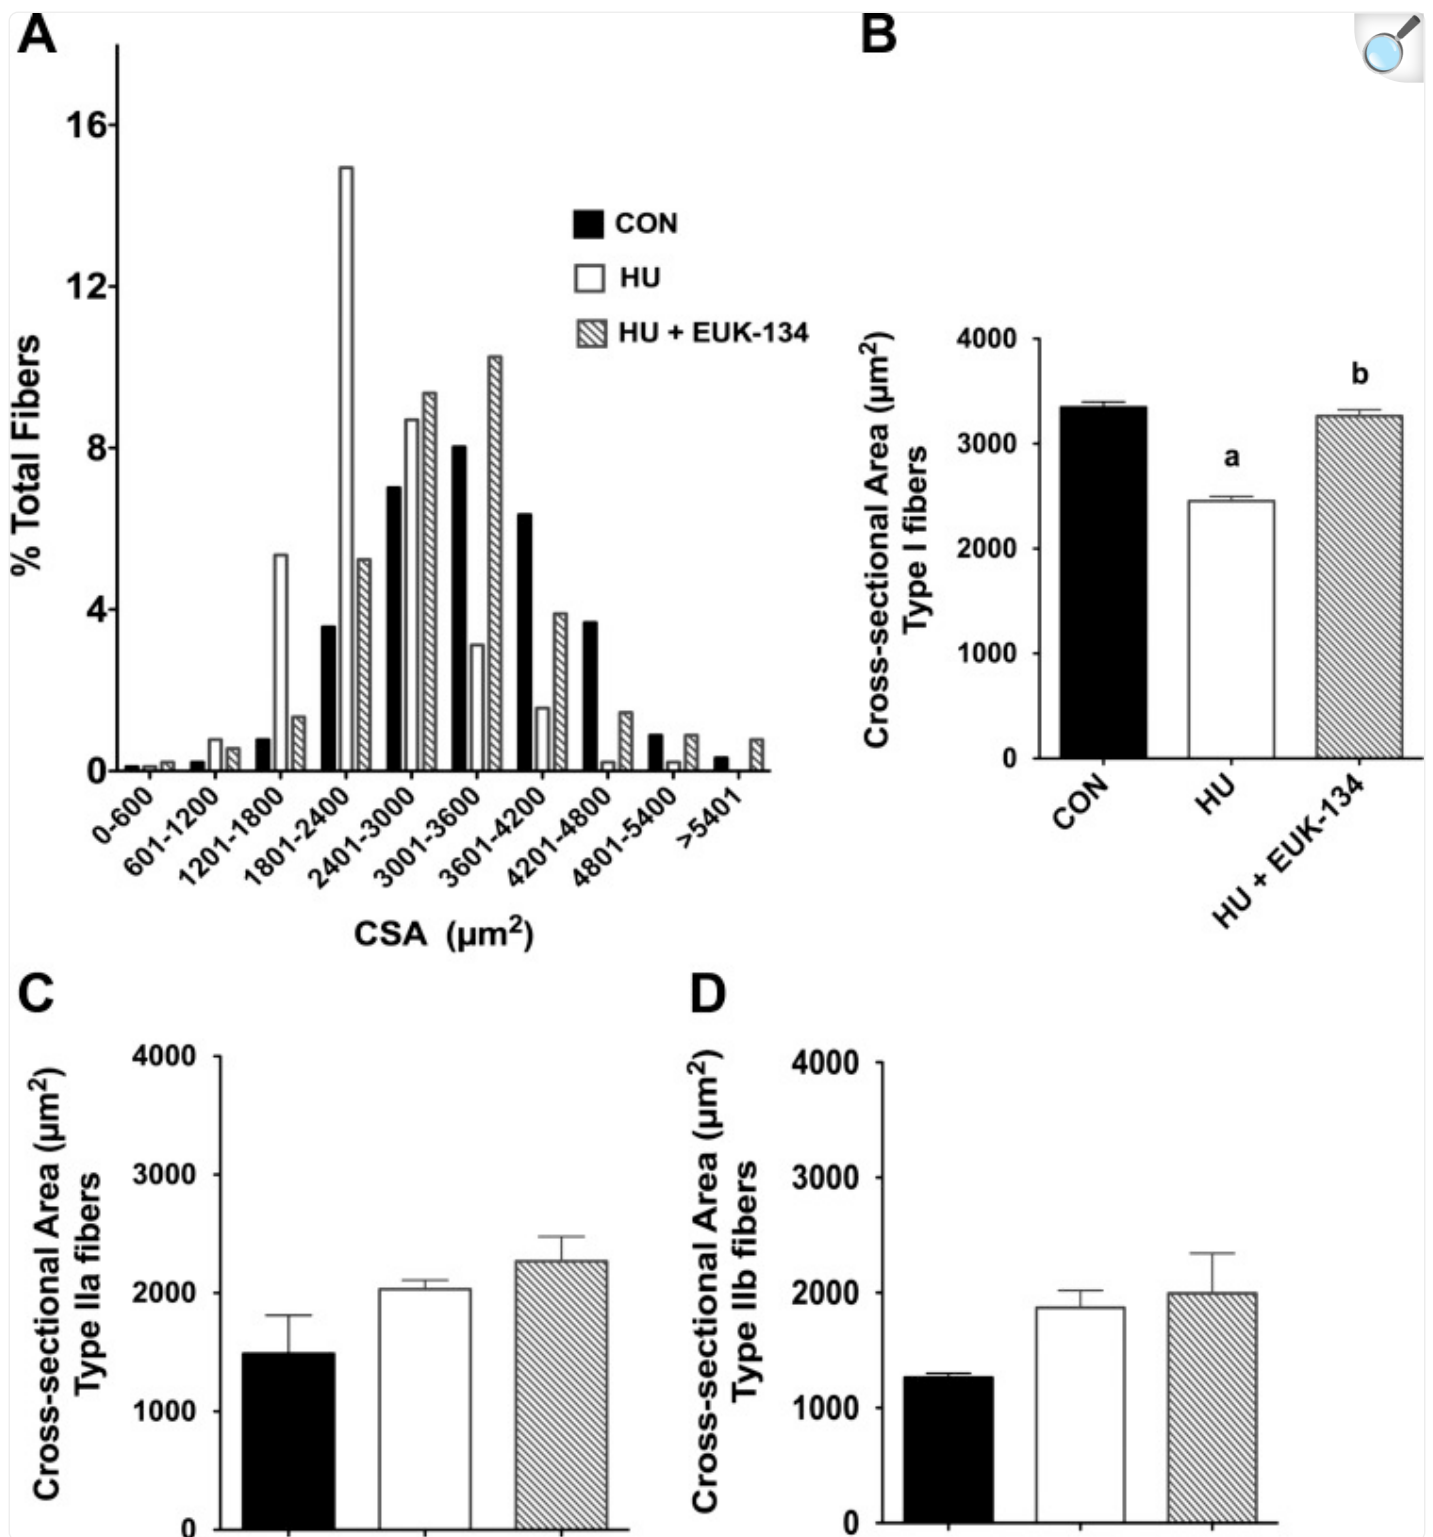 A
16
12
8
4
0
% Total Fibers
CON
HU
HU + EUK-134
0-600
601-1200
1201-1800
1801-2400
2401-3000
3001-3600
3601-4200
4201-4800
4801-5400
>5401
CSA (µm²)
B
4000
3000
2000
1000
0
Cross-sectional Area (µm²)
Type I fibers
a
b
CON
HU
HU + EUK-134
C
4000
3000
2000
1000
0
Cross-sectional Area (µm²)
Type IIa fibers
D
4000
3000
2000
1000
0
Cross-sectional Area (µm²)
Type IIb fibers